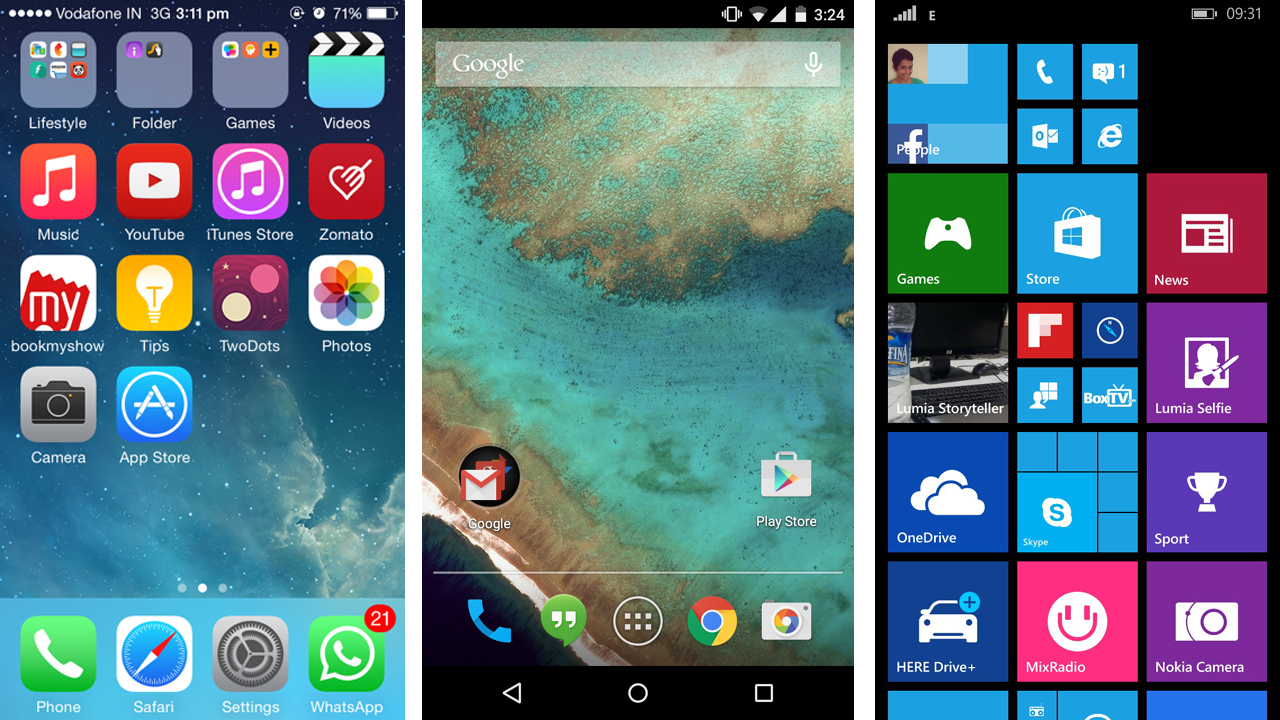 Vodafone IN 3G 3:11 pm 71%
Lifestyle Folder Games Videos
Music YouTube iTunes Store Zomato
my
bookmyshow Tips TwoDots Photos
Camera App Store
21
Phone Safari Settings WhatsApp
3:24
Google
Google Play Store
E 09:31
1
People
Games Store News
BoxTV
Lumia Storyteller Lumia Selfie
Skype
OneDrive Sport
HERE Drive+ MixRadio Nokia Camera